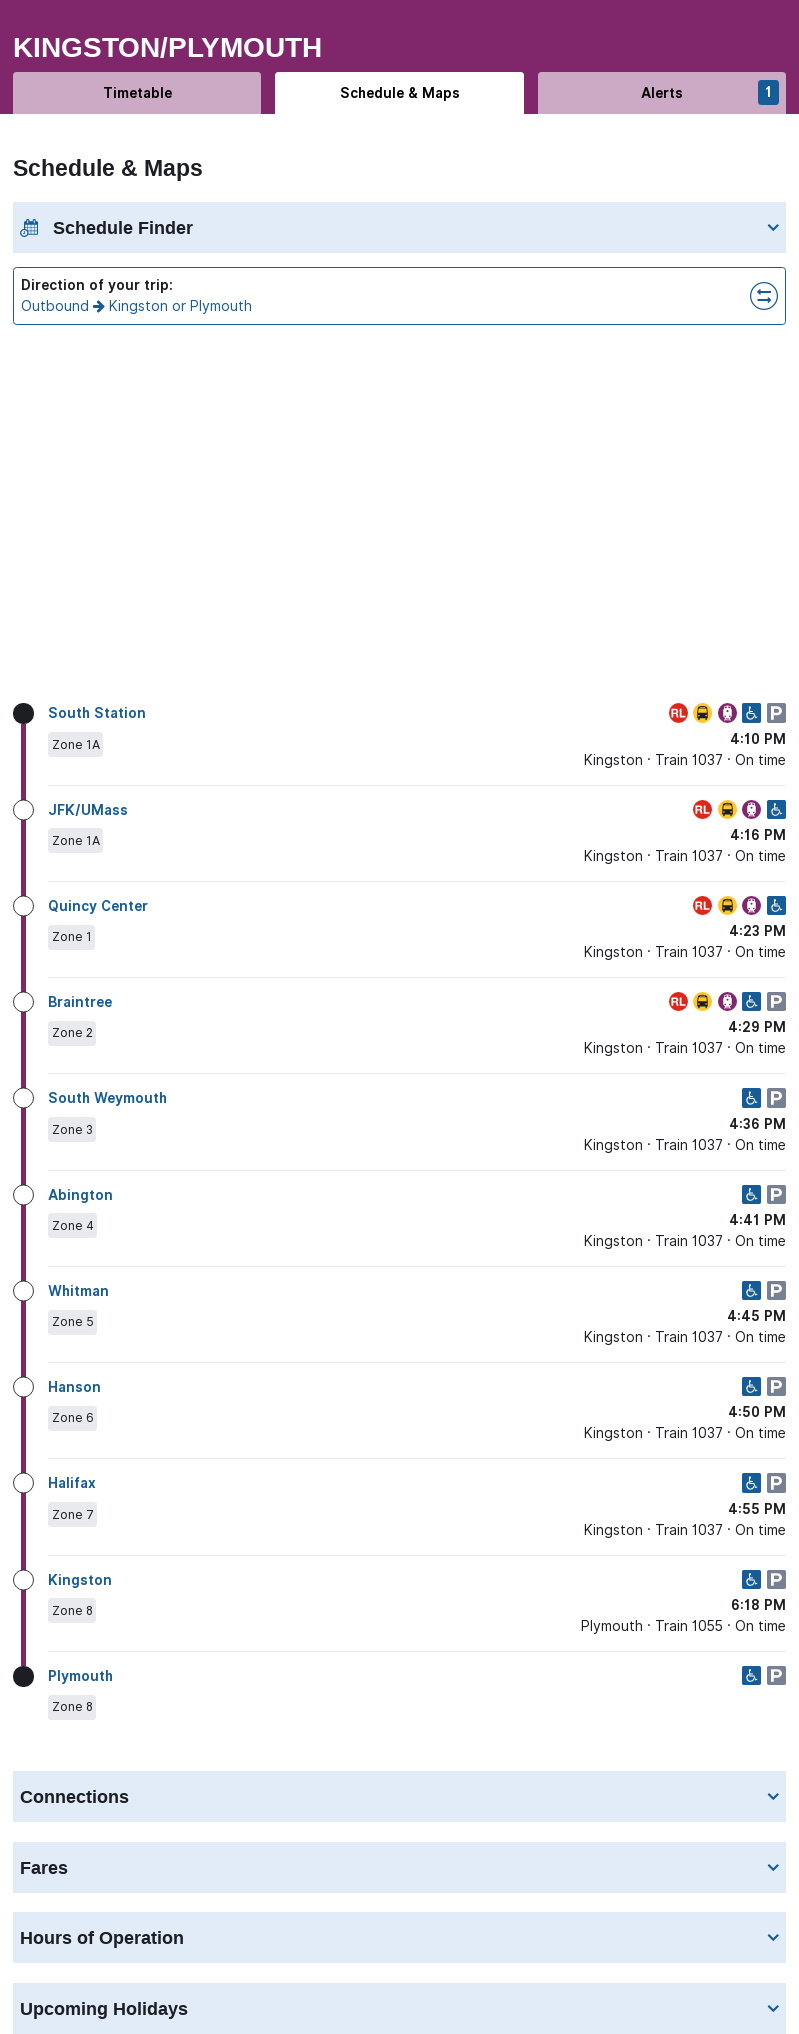 KINGSTON/PLYMOUTH
Timetable
Schedule & Maps
Alerts
1
Schedule & Maps
Schedule Finder
Direction of your trip:
Outbound → Kingston or Plymouth
South Station
RL
P
Zone 1A
4:10 PM
Kingston · Train 1037 · On time
JFK/UMass
RL
Zone 1A
4:16 PM
Kingston · Train 1037 · On time
Quincy Center
RL
Zone 1
4:23 PM
Kingston · Train 1037 · On time
Braintree
RL
P
Zone 2
4:29 PM
Kingston · Train 1037 · On time
South Weymouth
P
Zone 3
4:36 PM
Kingston · Train 1037 · On time
Abington
P
Zone 4
4:41 PM
Kingston · Train 1037 · On time
Whitman
P
Zone 5
4:45 PM
Kingston · Train 1037 · On time
Hanson
P
Zone 6
4:50 PM
Kingston · Train 1037 · On time
Halifax
P
Zone 7
4:55 PM
Kingston · Train 1037 · On time
Kingston
P
Zone 8
6:18 PM
Plymouth · Train 1055 · On time
Plymouth
P
Zone 8
Connections
Fares
Hours of Operation
Upcoming Holidays